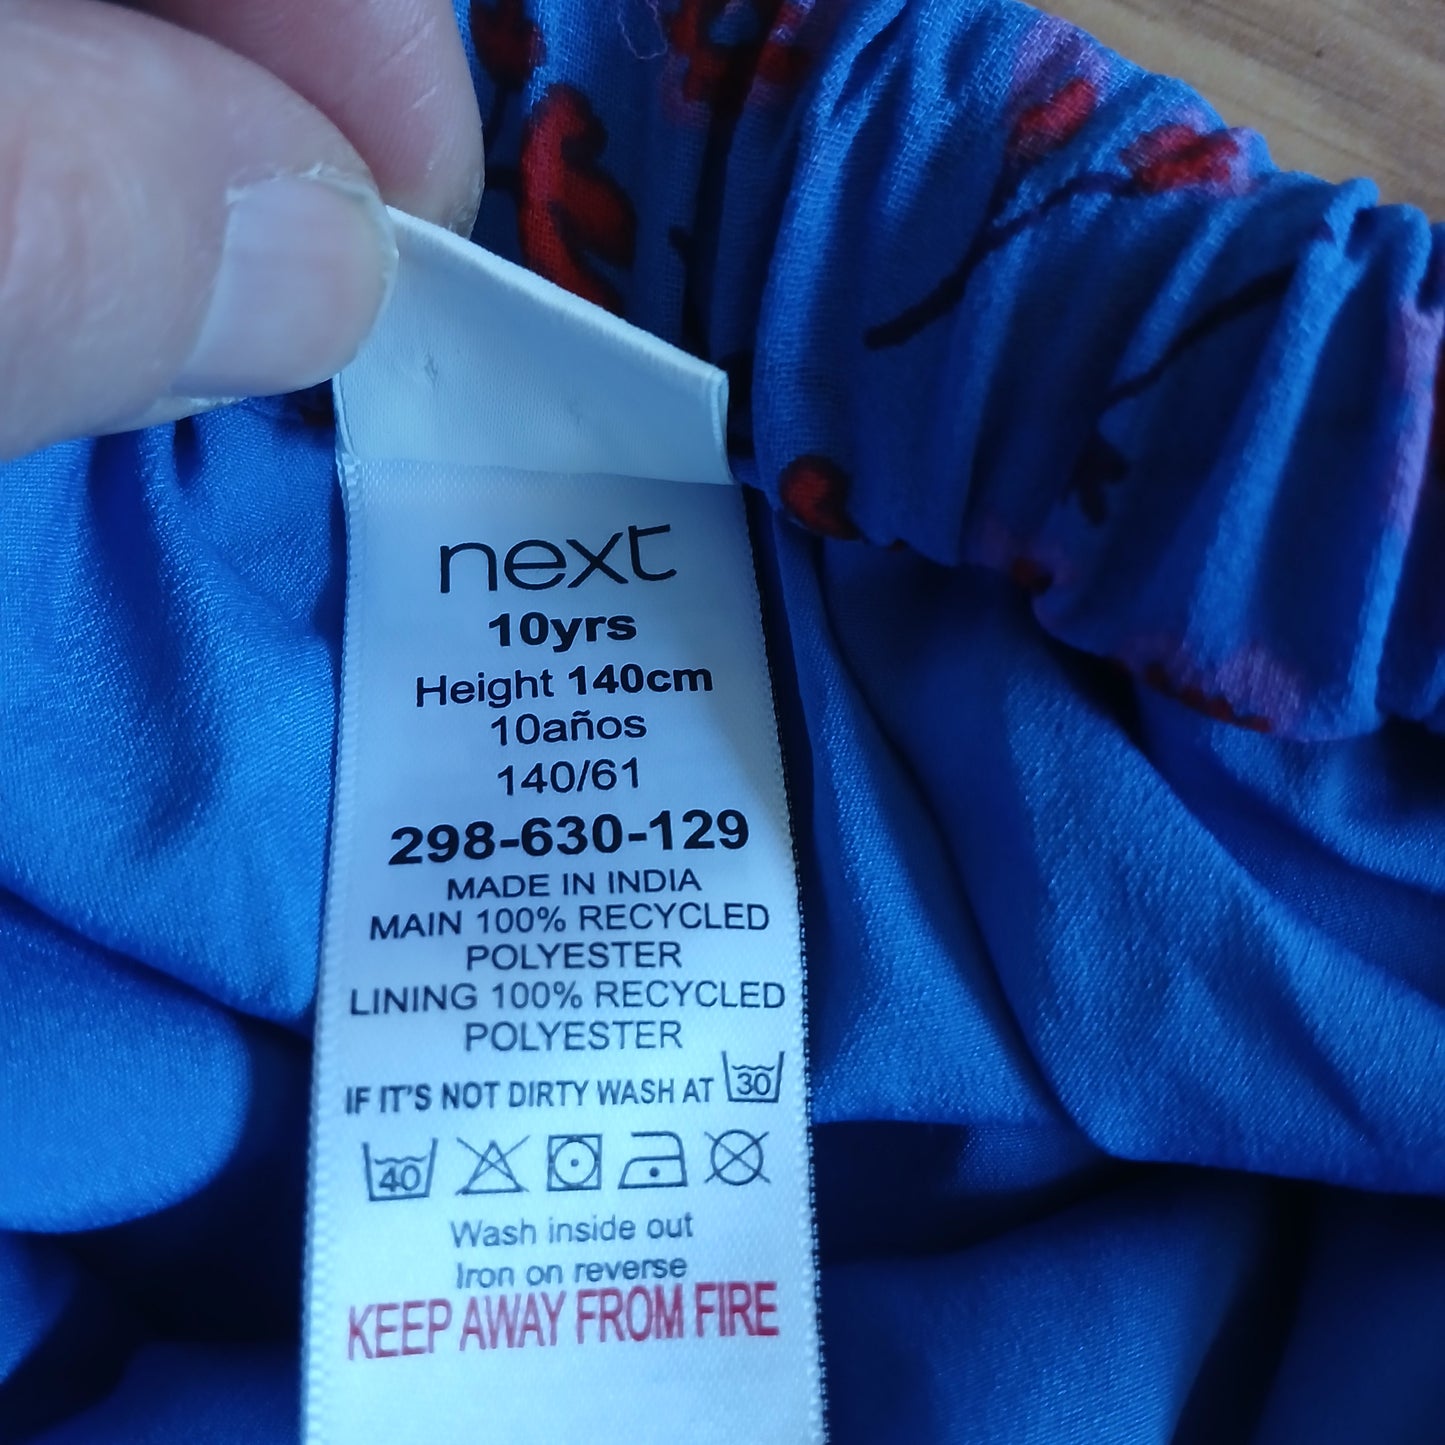 next
10yrs
Height 140cm
10años
140/61
298-630-129
MADE IN INDIA
MAIN 100% RECYCLED
POLYESTER
LINING 100% RECYCLED
POLYESTER
IF IT'S NOT DIRTY WASH AT 30
40
Wash inside out
Iron on reverse
KEEP AWAY FROM FIRE